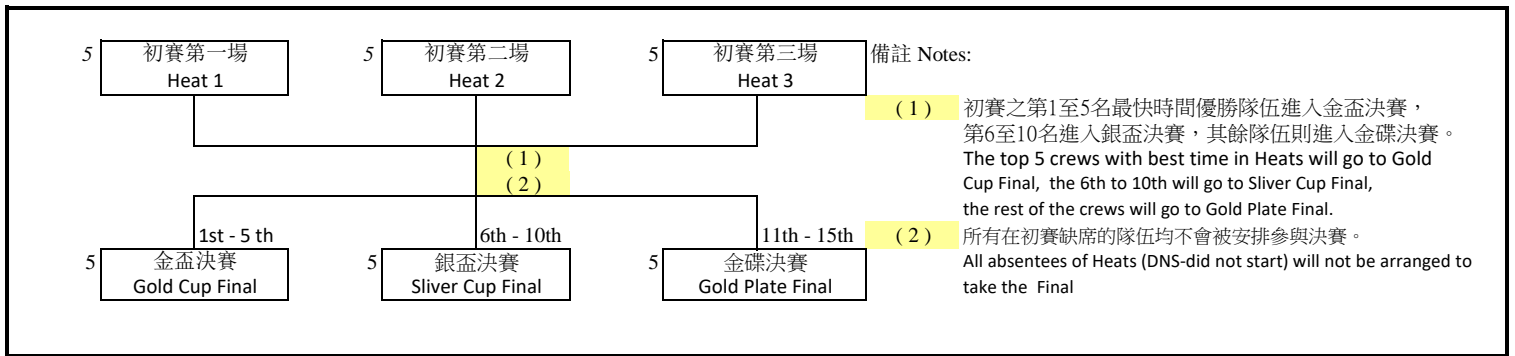 5 初賽第一場 5 初賽第二場 5 初賽第三場 備註 Notes:
Heat 1 Heat 2 Heat 3
( 1 ) 初賽之第1至5名最快時間優勝隊伍進入金盃決賽，
第6至10名進入銀盃決賽，其餘隊伍則進入金碟決賽。
( 1 ) The top 5 crews with best time in Heats will go to Gold
( 2 ) Cup Final, the 6th to 10th will go to Sliver Cup Final,
the rest of the crews will go to Gold Plate Final.
1st - 5 th 6th - 10th 11th - 15th ( 2 ) 所有在初賽缺席的隊伍均不會被安排參與決賽。
5 金盃決賽 5 銀盃決賽 5 金碟決賽 All absentees of Heats (DNS-did not start) will not be arranged to
Gold Cup Final Sliver Cup Final Gold Plate Final take the Final